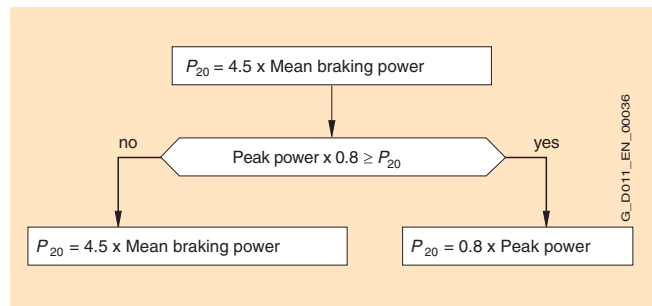 P20 = 4.5 x Mean braking power
no
yes
Peak power x 0.8 ≥ P20
P20 = 4.5 x Mean braking power
P20 = 0.8 x Peak power
G_D011_EN_00036